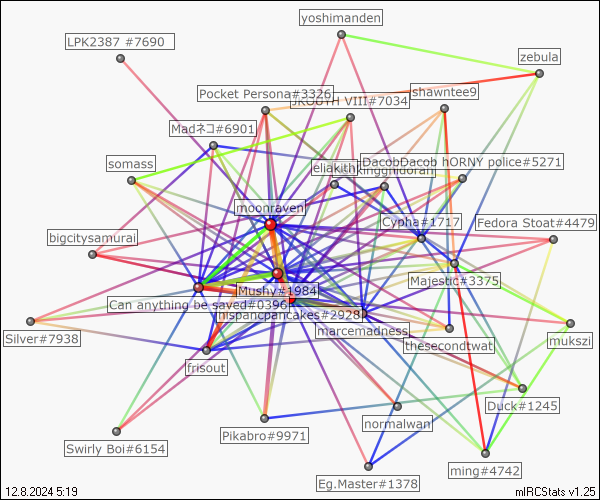 yoshimanden
LPK2387 #7690
zebula
Pocket Persona#3326
shawntee9
JKOOTH VIII#7034
Madネコ#6901
somass
eliakith
DacobDacob hORNY police#5271
moonraven
Cypha#1717
Fedora Stoat#4479
bigcitysamurai
Majestic#3375
Mushy#1984
Can anything be saved#0396
hispancpancakes#2928
marcemadness
Silver#7938
thesecondtwat
mukszi
frisout
Duck#1245
normalwan
Pikabro#9971
Swirly Boi#6154
ming#4742
Eg.Master#1378
12.8.2024 5:19
mIRCStats v1.25